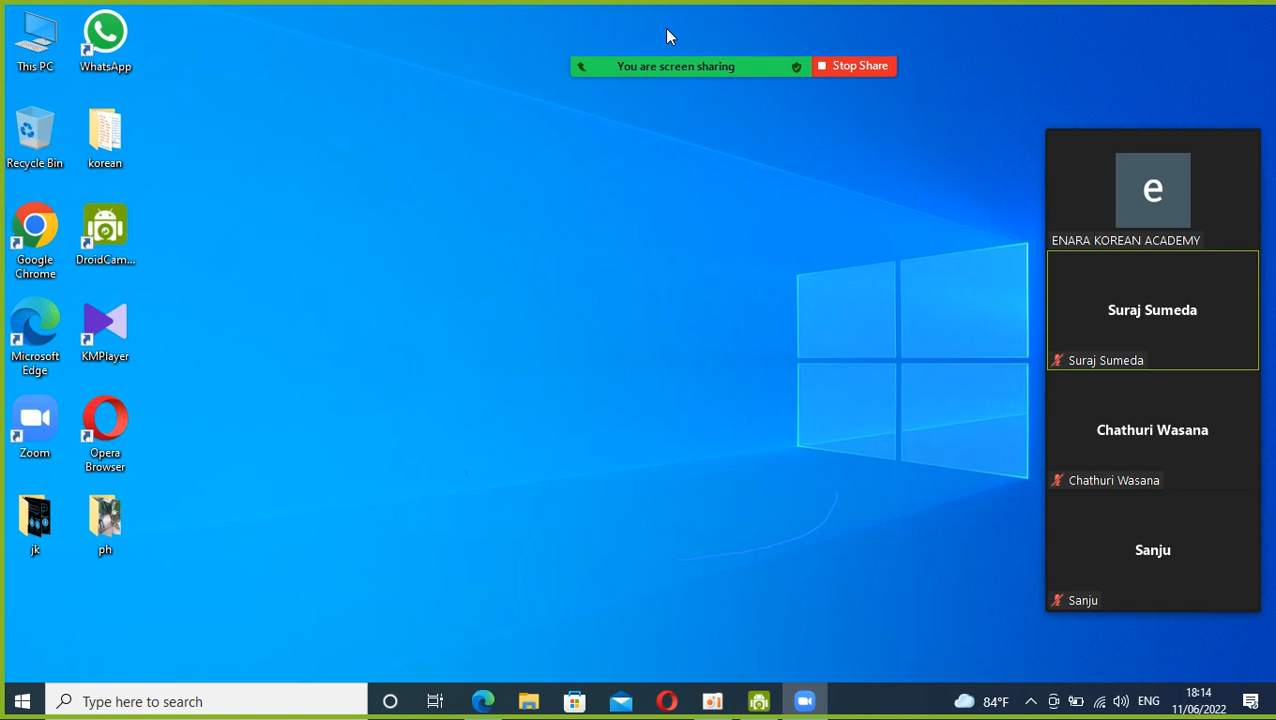 This PC
WhatsApp
Recycle Bin
korean
Google
Chrome
DroidCam...
Microsoft
Edge
KMPlayer
Zoom
Opera
Browser
jk
ph
You are screen sharing
Stop Share
e
ENARA KOREAN ACADEMY
Suraj Sumeda
Suraj Sumeda
Chathuri Wasana
Chathuri Wasana
Sanju
Sanju
Type here to search
84°F
ENG
18:14
11/06/2022